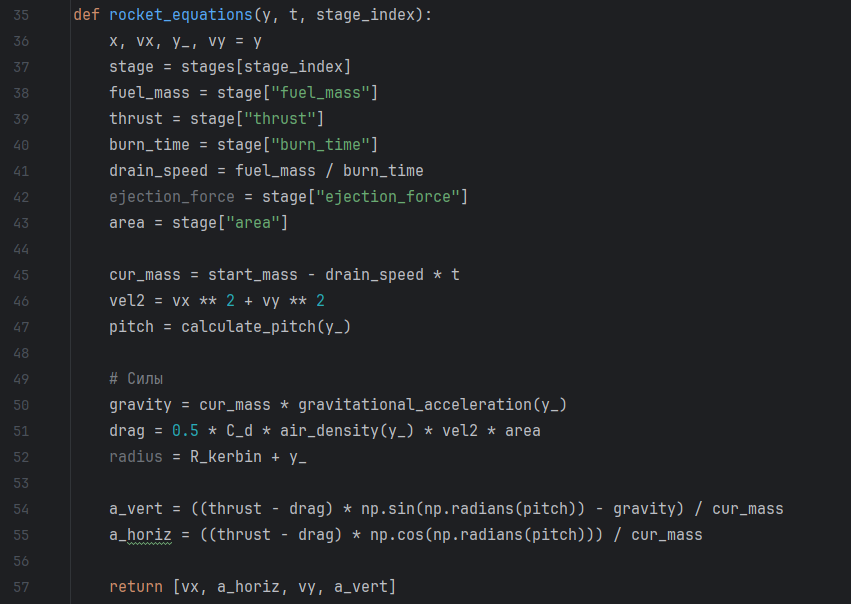 35 def rocket_equations(y, t, stage_index):
36 x, vx, y_, vy = y
37 stage = stages[stage_index]
38 fuel_mass = stage["fuel_mass"]
39 thrust = stage["thrust"]
40 burn_time = stage["burn_time"]
41 drain_speed = fuel_mass / burn_time
42 ejection_force = stage["ejection_force"]
43 area = stage["area"]
44
45 cur_mass = start_mass - drain_speed * t
46 vel2 = vx ** 2 + vy ** 2
47 pitch = calculate_pitch(y_)
48
49 # Силы
50 gravity = cur_mass * gravitational_acceleration(y_)
51 drag = 0.5 * C_d * air_density(y_) * vel2 * area
52 radius = R_kerbin + y_
53
54 a_vert = ((thrust - drag) * np.sin(np.radians(pitch)) - gravity) / cur_mass
55 a_horiz = ((thrust - drag) * np.cos(np.radians(pitch))) / cur_mass
56
57 return [vx, a_horiz, vy, a_vert]